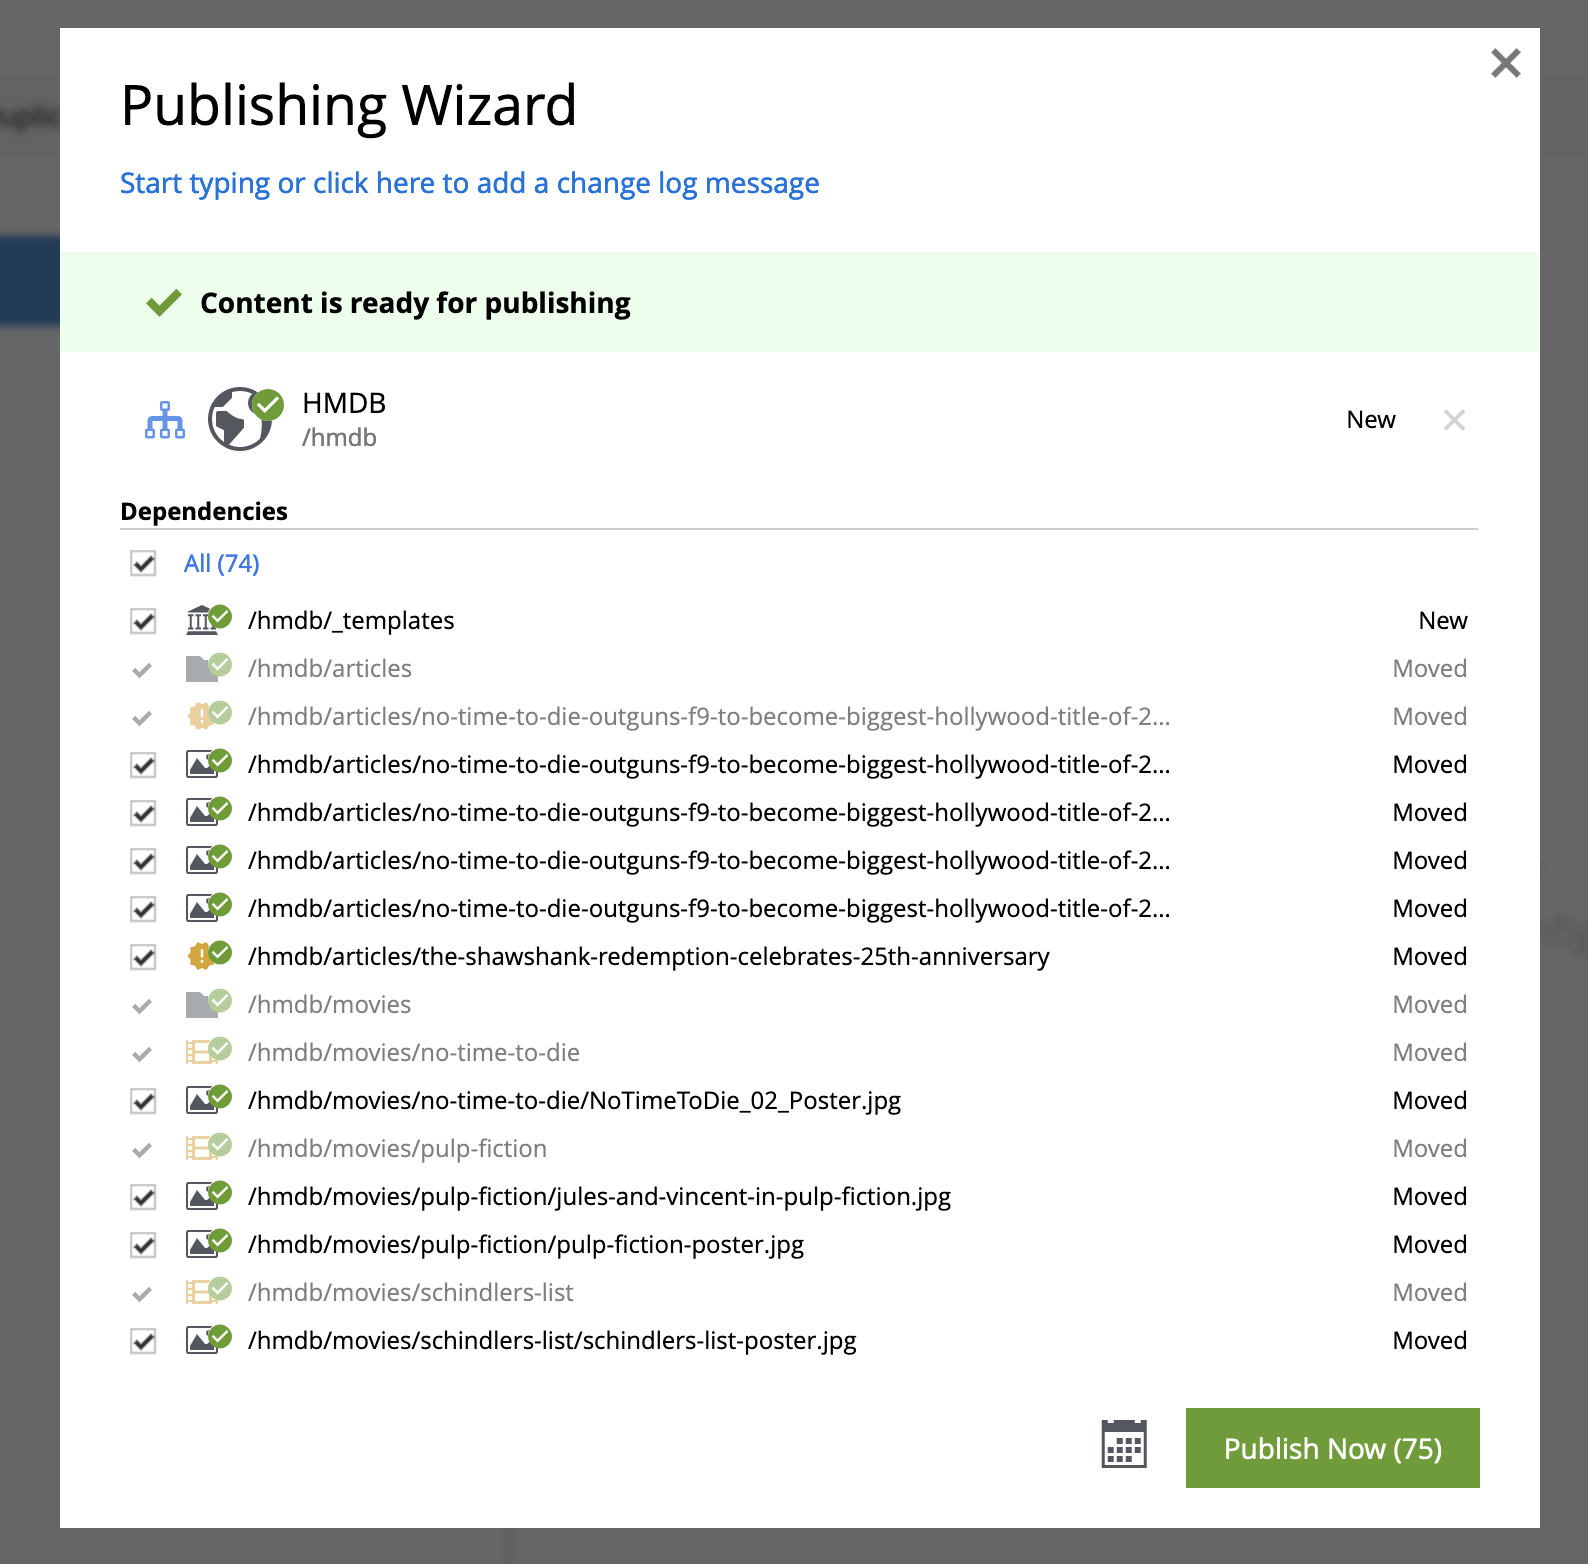 Publishing Wizard
Start typing or click here to add a change log message
Content is ready for publishing
HMDB
/hmdb
New
Dependencies
All (74)
/hmdb/_templates New
/hmdb/articles Moved
/hmdb/articles/no-time-to-die-outguns-f9-to-become-biggest-hollywood-title-of-2... Moved
/hmdb/articles/no-time-to-die-outguns-f9-to-become-biggest-hollywood-title-of-2... Moved
/hmdb/articles/no-time-to-die-outguns-f9-to-become-biggest-hollywood-title-of-2... Moved
/hmdb/articles/no-time-to-die-outguns-f9-to-become-biggest-hollywood-title-of-2... Moved
/hmdb/articles/no-time-to-die-outguns-f9-to-become-biggest-hollywood-title-of-2... Moved
/hmdb/articles/the-shawshank-redemption-celebrates-25th-anniversary Moved
/hmdb/movies Moved
/hmdb/movies/no-time-to-die Moved
/hmdb/movies/no-time-to-die/NoTimeToDie_02_Poster.jpg Moved
/hmdb/movies/pulp-fiction Moved
/hmdb/movies/pulp-fiction/jules-and-vincent-in-pulp-fiction.jpg Moved
/hmdb/movies/pulp-fiction/pulp-fiction-poster.jpg Moved
/hmdb/movies/schindlers-list Moved
/hmdb/movies/schindlers-list/schindlers-list-poster.jpg Moved
Publish Now (75)